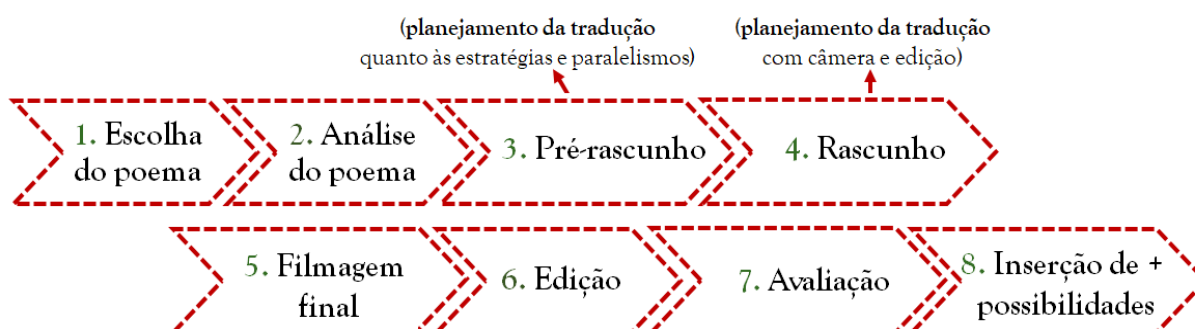 (planejamento da tradução
quanto às estratégias e paralelismos)
(planejamento da tradução
com câmera e edição)
1. Escolha
do poema
2. Análise
do poema
3. Pré-rascunho
4. Rascunho
5. Filmagem
final
6. Edição
7. Avaliação
8. Inserção de +
possibilidades